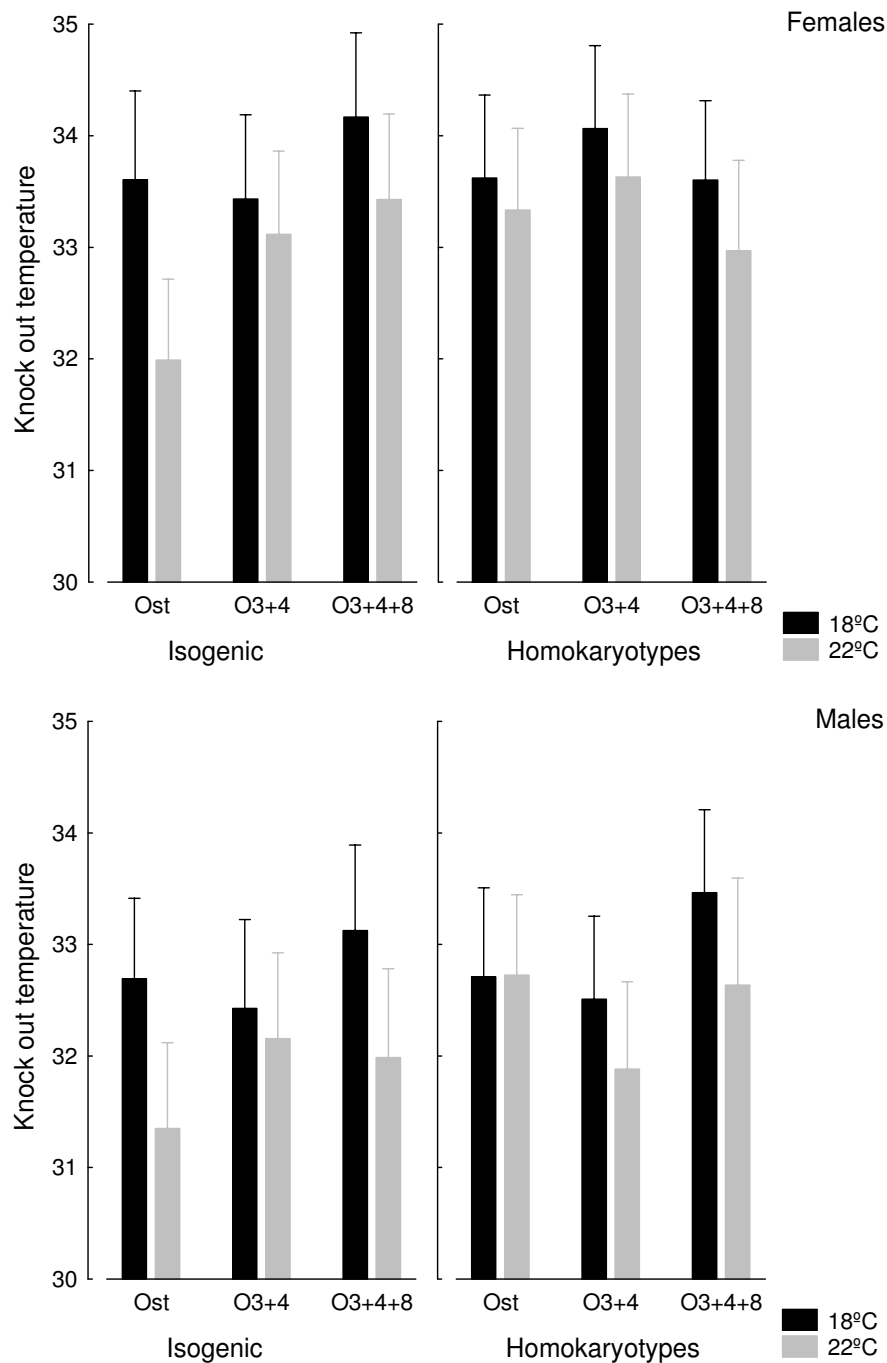 Females
Knock out temperature
35
34
33
32
31
30
Ost O3+4 O3+4+8 Ost O3+4 O3+4+8
Isogenic Homokaryotypes
18ºC
22ºC
Males
Knock out temperature
35
34
33
32
31
30
Ost O3+4 O3+4+8 Ost O3+4 O3+4+8
Isogenic Homokaryotypes
18ºC
22ºC